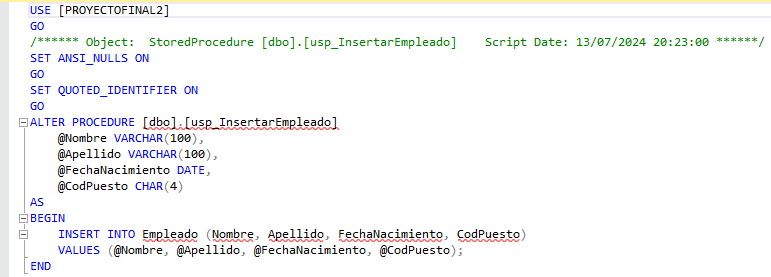 USE [PROYECTOFINAL2]
GO
/****** Object:  StoredProcedure [dbo].[usp_InsertarEmpleado]    Script Date: 13/07/2024 20:23:00 ******/
SET ANSI_NULLS ON
GO
SET QUOTED_IDENTIFIER ON
GO
ALTER PROCEDURE [dbo].[usp_InsertarEmpleado]
    @Nombre VARCHAR(100),
    @Apellido VARCHAR(100),
    @FechaNacimiento DATE,
    @CodPuesto CHAR(4)
AS
BEGIN
    INSERT INTO Empleado (Nombre, Apellido, FechaNacimiento, CodPuesto)
    VALUES (@Nombre, @Apellido, @FechaNacimiento, @CodPuesto);
END